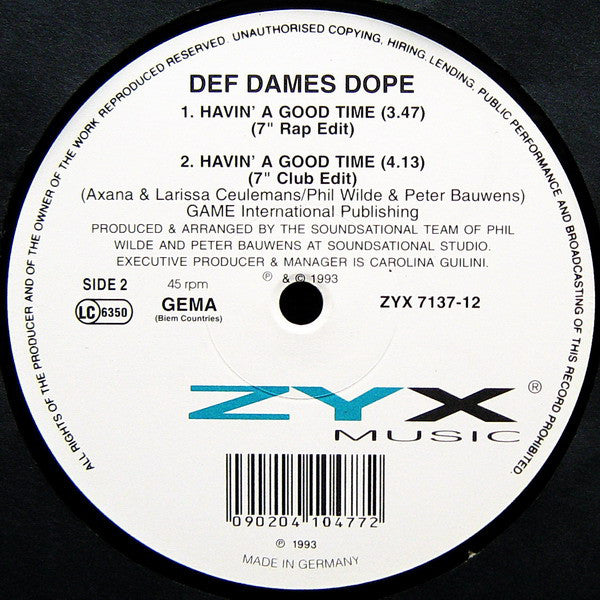 ALL RIGHTS OF THE PRODUCER AND OF THE OWNER OF THE WORK REPRODUCED RESERVED. UNAUTHORISED COPYING, HIRING, LENDING, PUBLIC PERFORMANCE AND BROADCASTING OF THIS RECORD PROHIBITED.
DEF DAMES DOPE
1. HAVIN' A GOOD TIME (3.47)
(7" Rap Edit)
2. HAVIN' A GOOD TIME (4.13)
(7" Club Edit)
(Axana & Larissa Ceulemans/Phil Wilde & Peter Bauwens)
GAME International Publishing
PRODUCED & ARRANGED BY THE SOUNDSATIONAL TEAM OF PHIL
WILDE AND PETER BAUWENS AT SOUNDSATIONAL STUDIO.
EXECUTIVE PRODUCER & MANAGER IS CAROLINA GUILINI.
℗ & © 1993
SIDE 2 45 rpm ZYX 7137-12
LC 6350 GEMA
(Biem Countries)
ZYX ®
MUSIC
090204 104772
℗ 1993
MADE IN GERMANY